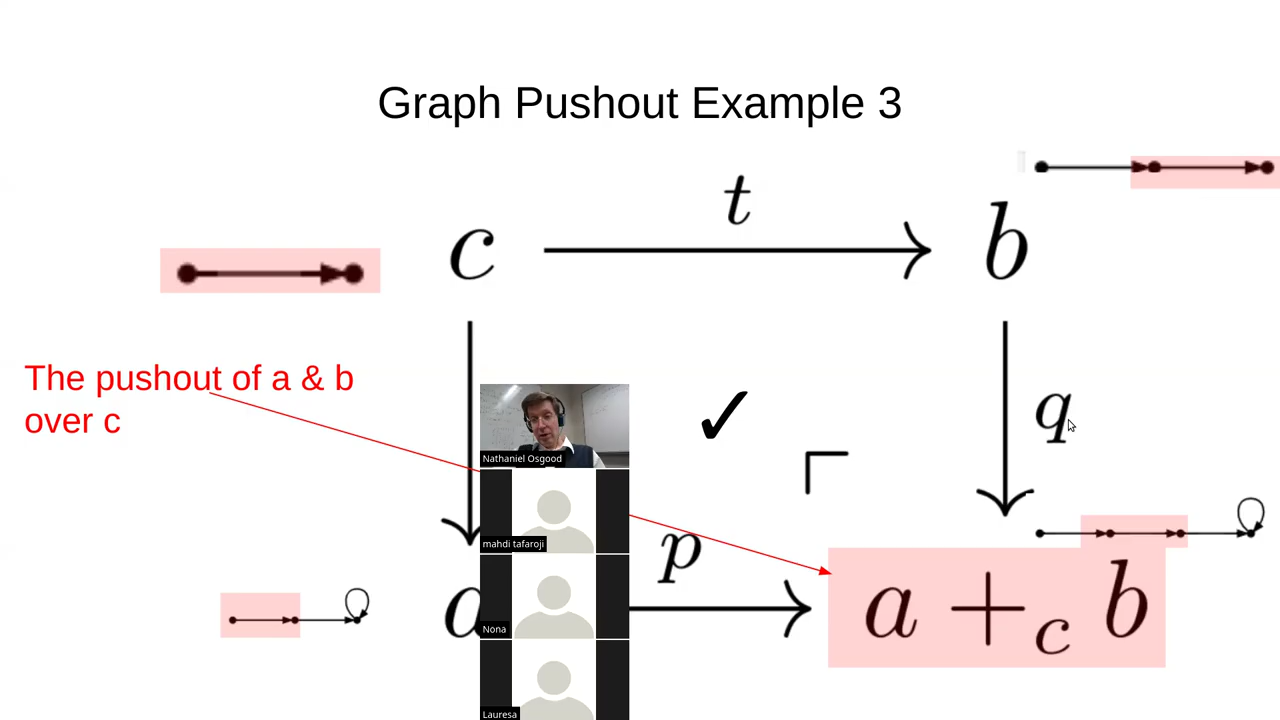 Graph Pushout Example 3
t
c
b
The pushout of a & b
over c
q
Nathaniel Osgood
mahdi tafaroji
p
a
a +c b
Nona
Lauresa